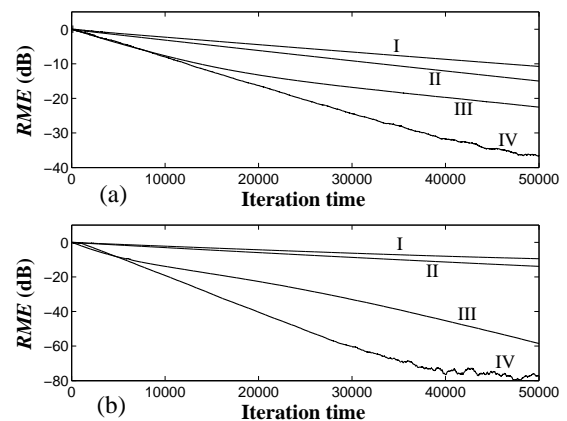 0
−10
−20
−30
−40
RME (dB)
I
II
III
IV
0 10000 20000 30000 40000 50000
(a) Iteration time
0
−20
−40
−60
−80
RME (dB)
I
II
III
IV
0 10000 20000 30000 40000 50000
(b) Iteration time